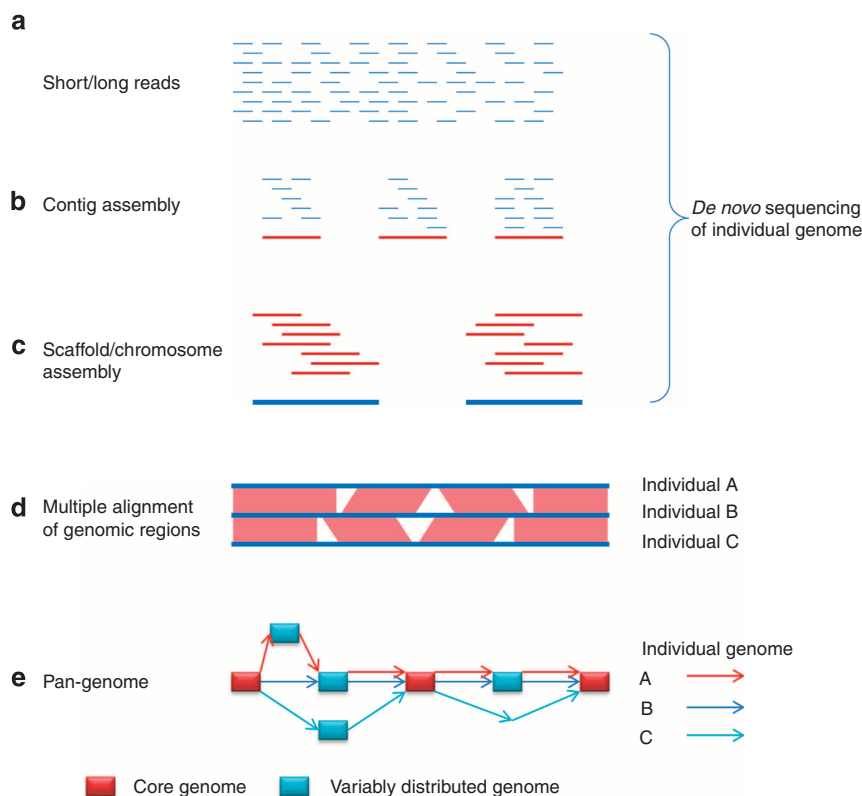 a
Short/long reads
b
Contig assembly
De novo sequencing
of individual genome
c
Scaffold/chromosome
assembly
d
Multiple alignment
of genomic regions
Individual A
Individual B
Individual C
e
Pan-genome
Individual genome
A
B
C
Core genome
Variably distributed genome